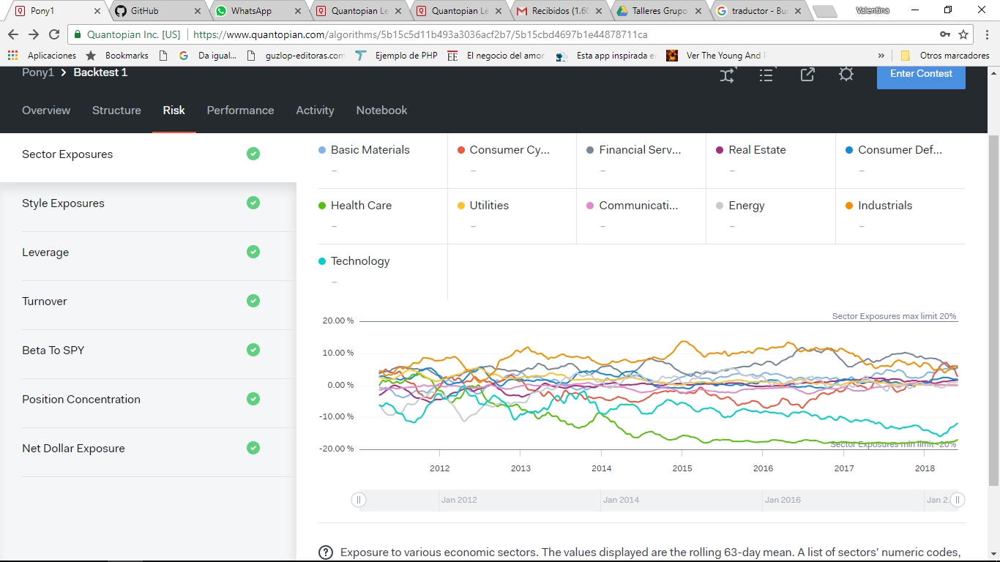 Pony1
GitHub
WhatsApp
Quantopian Le
Quantopian Le
Recibidos (1.60
Talleres Grupo
traductor - Bus
Valentina
Quantopian Inc. [US]
https://www.quantopian.com/algorithms/5b15c5d11b493a3036acf2b7/5b15cbd4697b1e44878711ca
Aplicaciones
Bookmarks
Da igual...
guzlop-editoras.com
Ejemplo de PHP
El negocio del amor
Esta app inspirada e
Ver The Young And
»
Otros marcadores
Pony1 > Backtest 1
Enter Contest
Overview
Structure
Risk
Performance
Activity
Notebook
Sector Exposures
Style Exposures
Leverage
Turnover
Beta To SPY
Position Concentration
Net Dollar Exposure
Basic Materials
–
Consumer Cy...
–
Financial Serv...
–
Real Estate
–
Consumer Def...
–
Health Care
–
Utilities
–
Communicati...
–
Energy
–
Industrials
–
Technology
–
Sector Exposures max limit 20%
20.00 %
10.00 %
0.00 %
-10.00 %
-20.00 %
Sector Exposures min limit -20%
2012
2013
2014
2015
2016
2017
2018
Jan 2012
Jan 2014
Jan 2016
Jan 2...
? Exposure to various economic sectors. The values displayed are the rolling 63-day mean. A list of sectors' numeric codes,